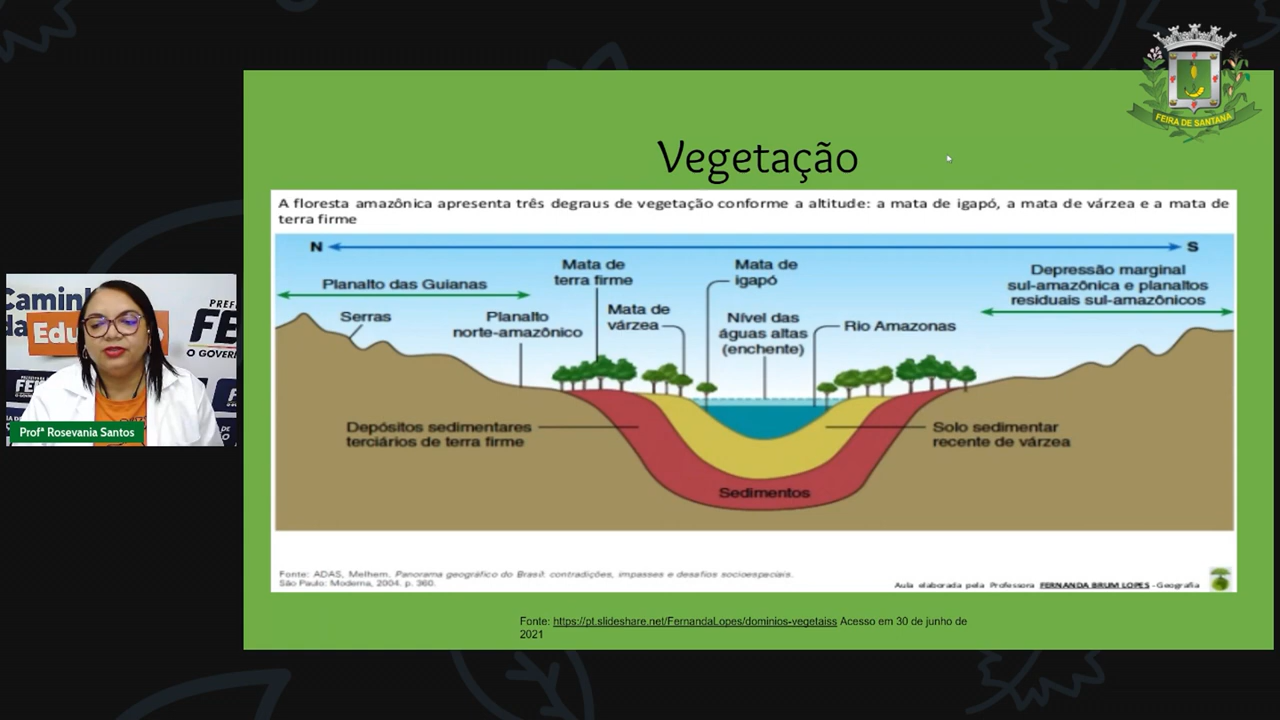 FEIRA DE SANTANA
Vegetação
A floresta amazônica apresenta três degraus de vegetação conforme a altitude: a mata de igapó, a mata de várzea e a mata de
terra firme
N
S
Planalto das Guianas
Serras
Planalto
norte-amazônico
Mata de
terra firme
Mata de
várzea
Mata de
igapó
Nível das
águas altas
(enchente)
Rio Amazonas
Depressão marginal
sul-amazônica e planaltos
residuais sul-amazônicos
Depósitos sedimentares
terciários de terra firme
Solo sedimentar
recente de várzea
Sedimentos
Fonte: ADAS, Melhem. Panorama geográfico do Brasil: contradições, impasses e desafios socioespaciais.
São Paulo: Moderna, 2004. p. 360.
Aula elaborada pela Professora FERNANDA BRUM LOPES - Geografia
Fonte: https://pt.slideshare.net/FernandaLopes/dominios-vegetaiss Acesso em 30 de junho de
2021
Camin
da
Edu
PREF
FE
O GOVER
Profª Rosevania Santos